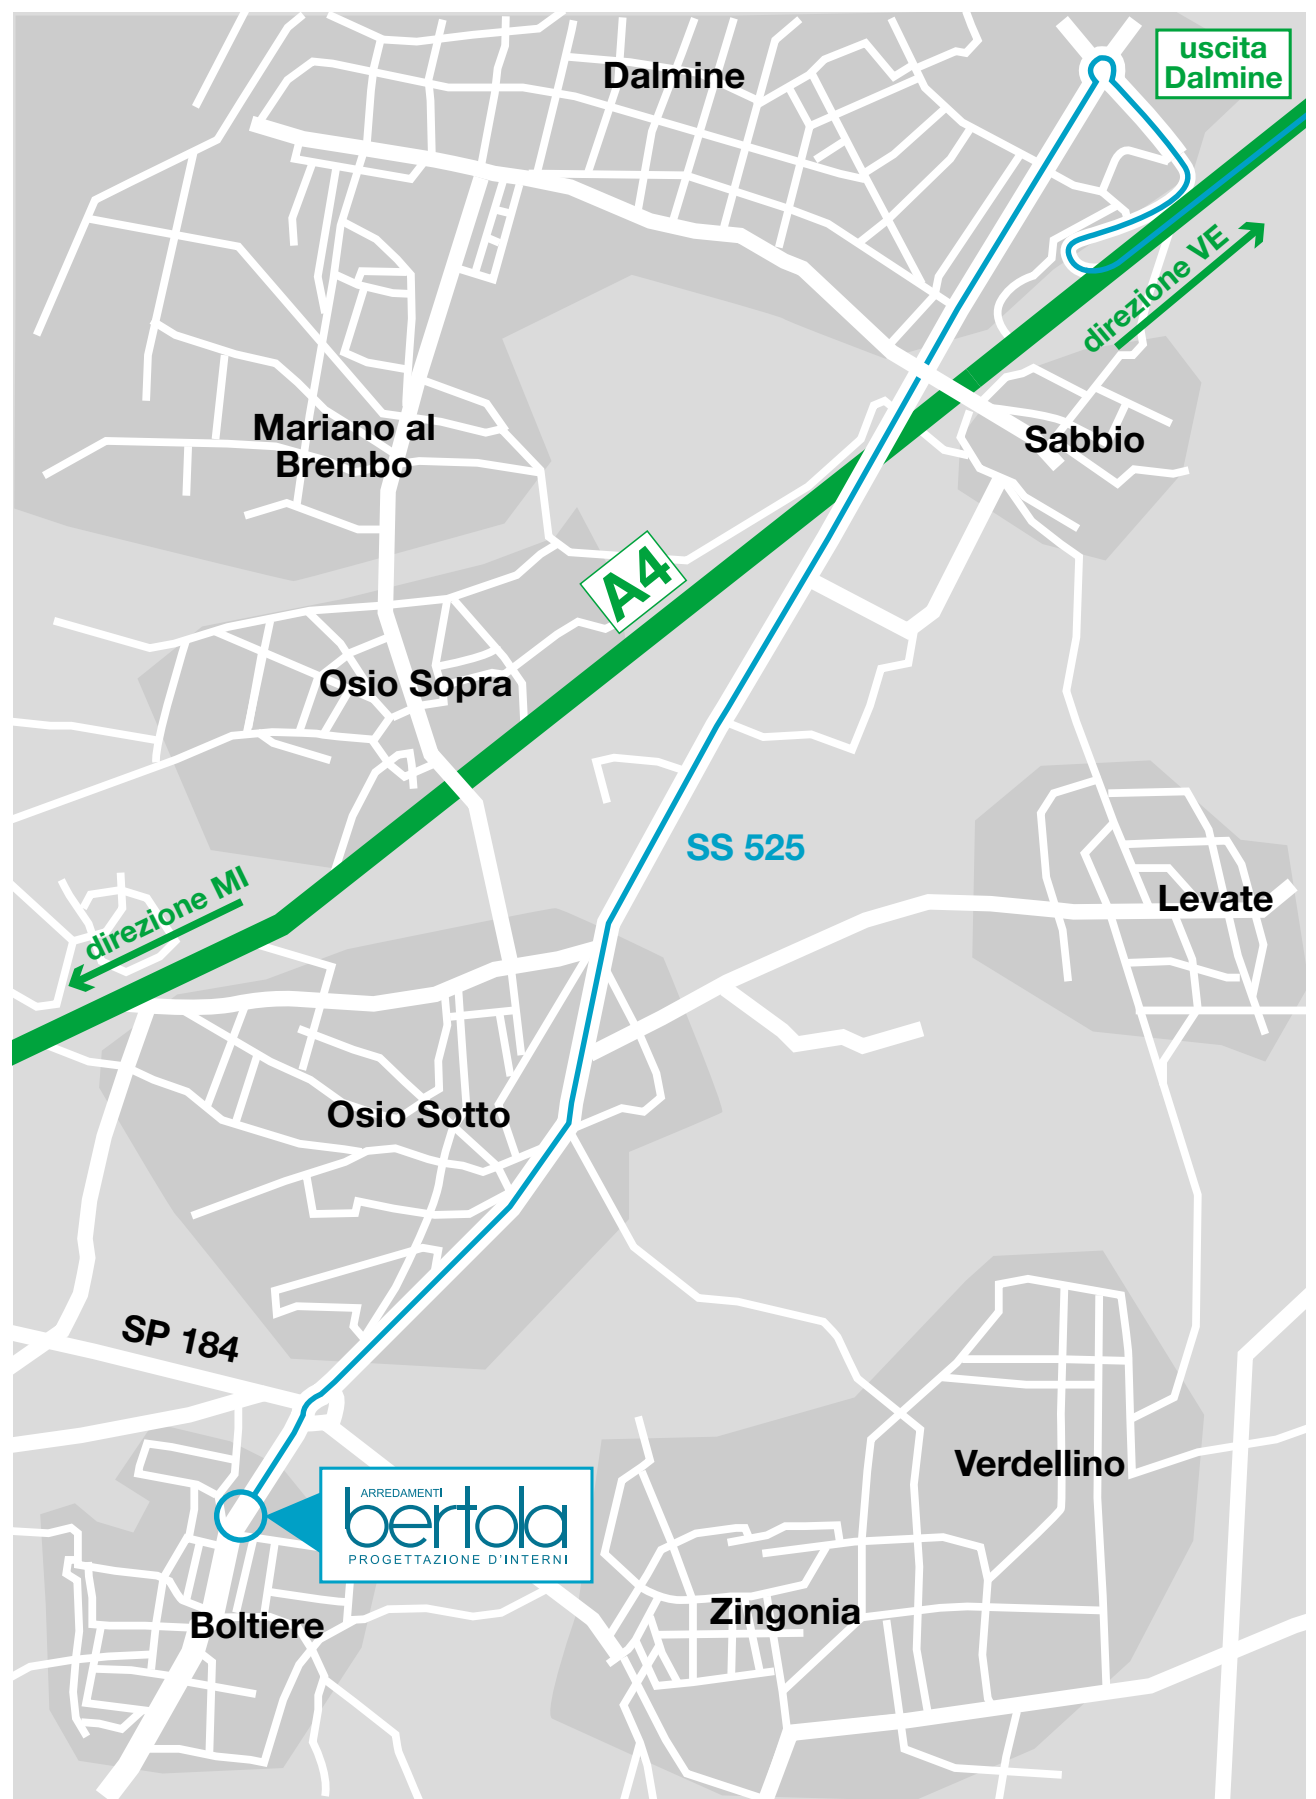 uscita
Dalmine
Dalmine
direzione VE
Mariano al
Brembo
Sabbio
A4
Osio Sopra
SS 525
direzione MI
Levate
Osio Sotto
SP 184
Verdellino
ARREDAMENTI
bertola
PROGETTAZIONE D'INTERNI
Zingonia
Boltiere